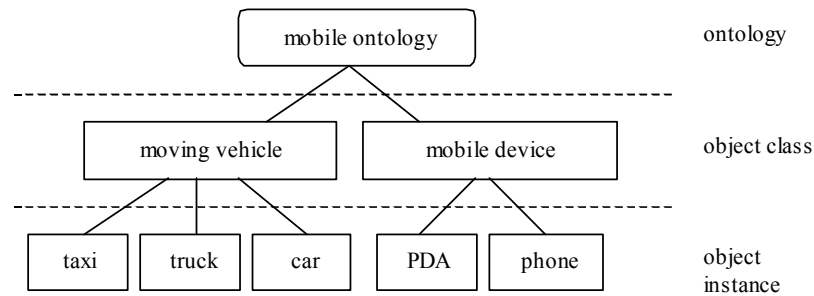 mobile ontology
ontology
moving vehicle
mobile device
object class
taxi
truck
car
PDA
phone
object
instance